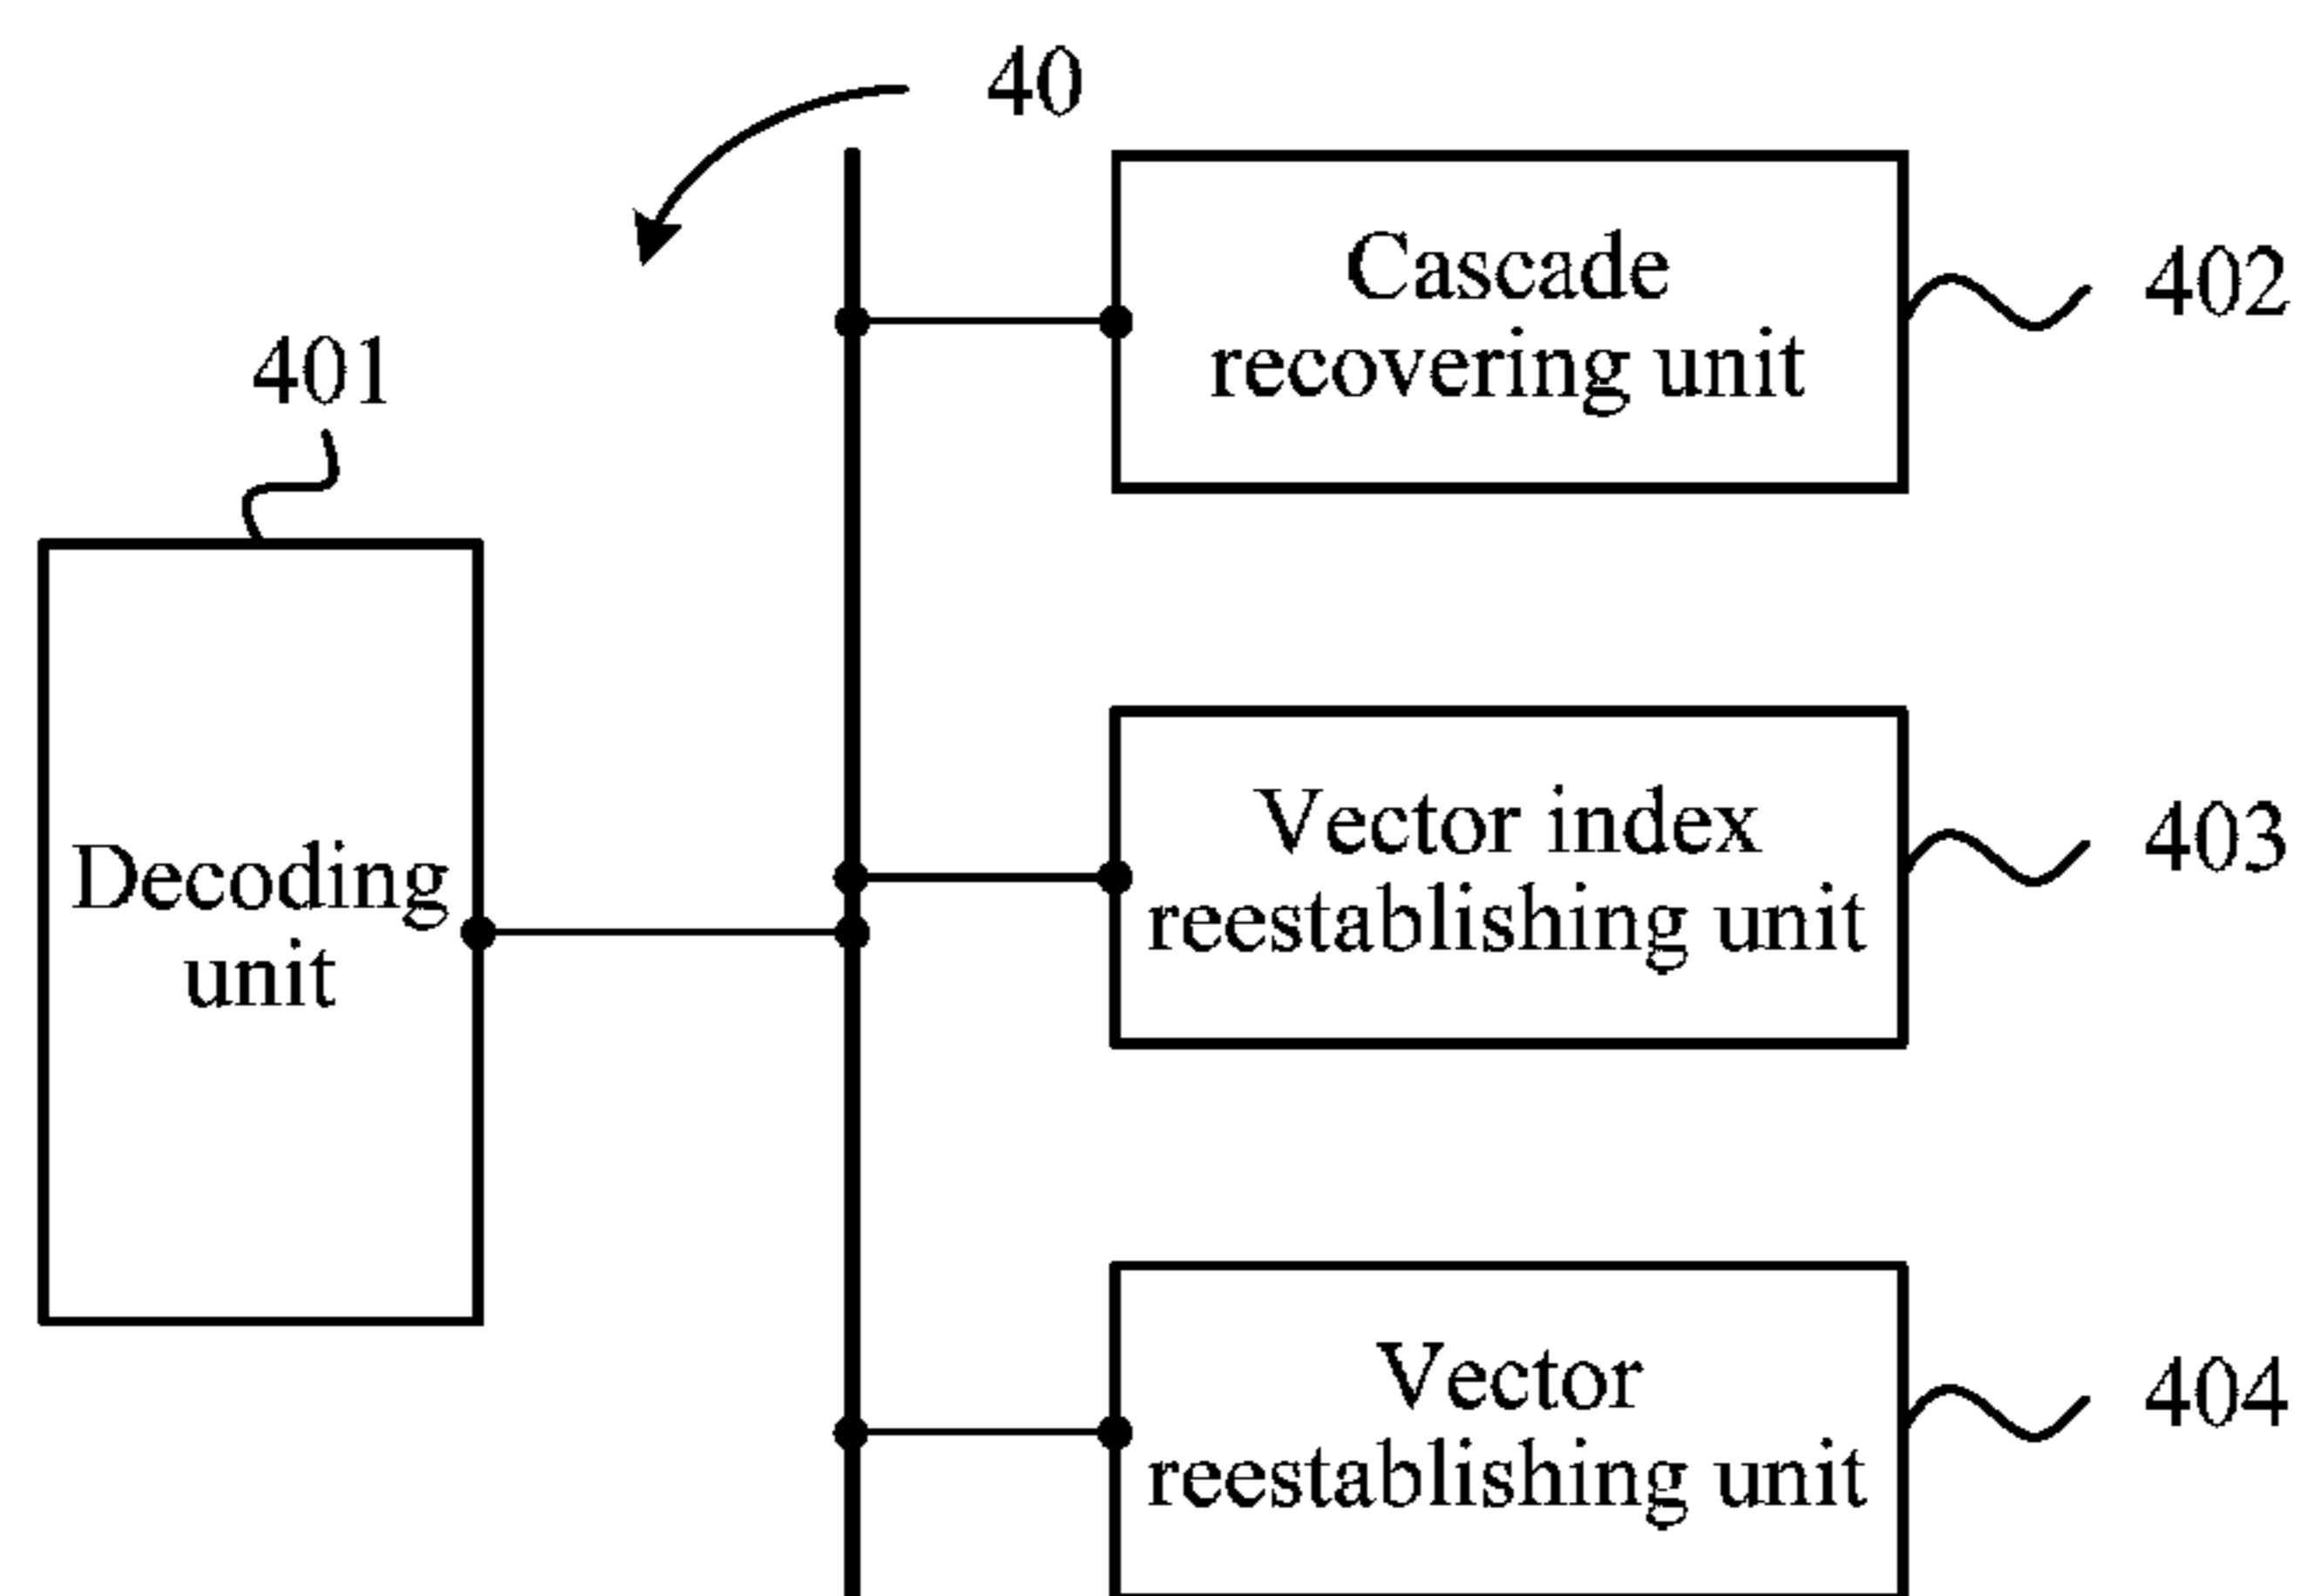 40
Cascade
recovering unit
402
401
Decoding
unit
Vector index
reestablishing unit
403
Vector
reestablishing unit
404